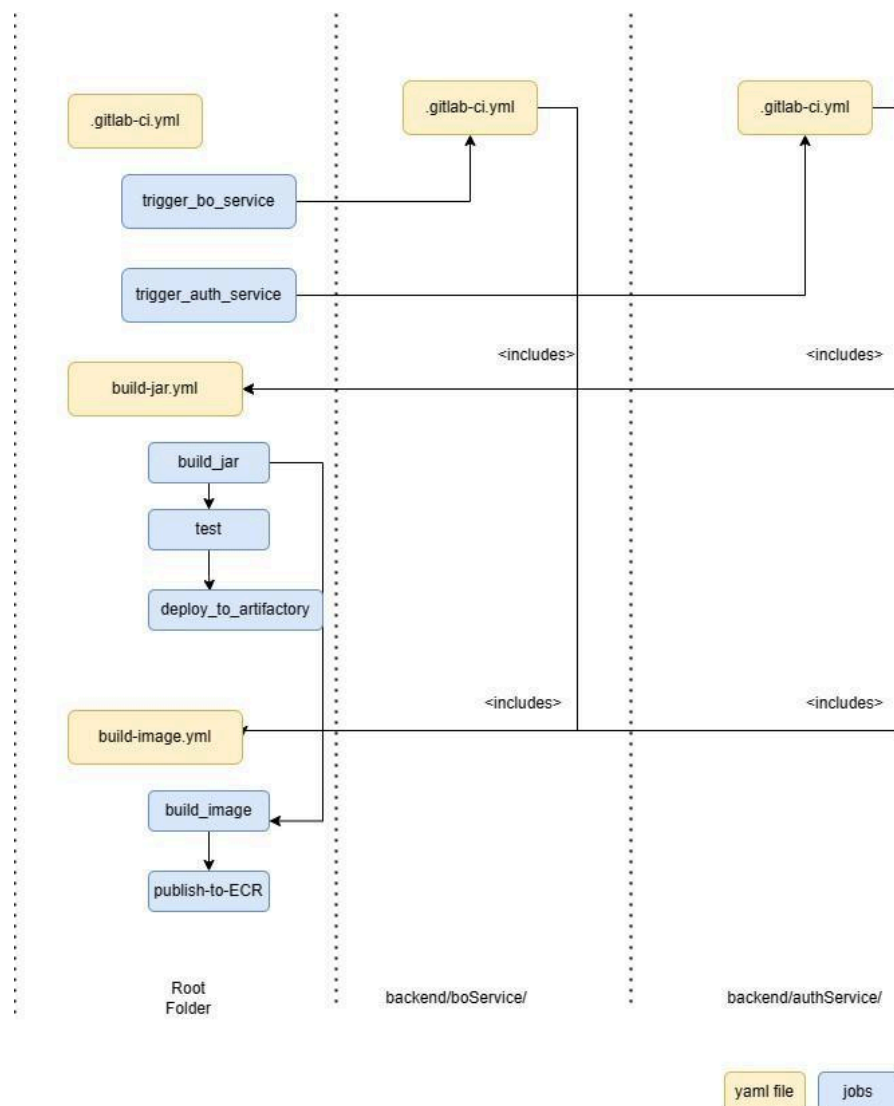 .gitlab-ci.yml
.gitlab-ci.yml
.gitlab-ci.yml
trigger_bo_service
trigger_auth_service
<includes>
<includes>
build-jar.yml
build_jar
test
deploy_to_artifactory
<includes>
<includes>
build-image.yml
build_image
publish-to-ECR
Root
Folder
backend/boService/
backend/authService/
yaml file
jobs